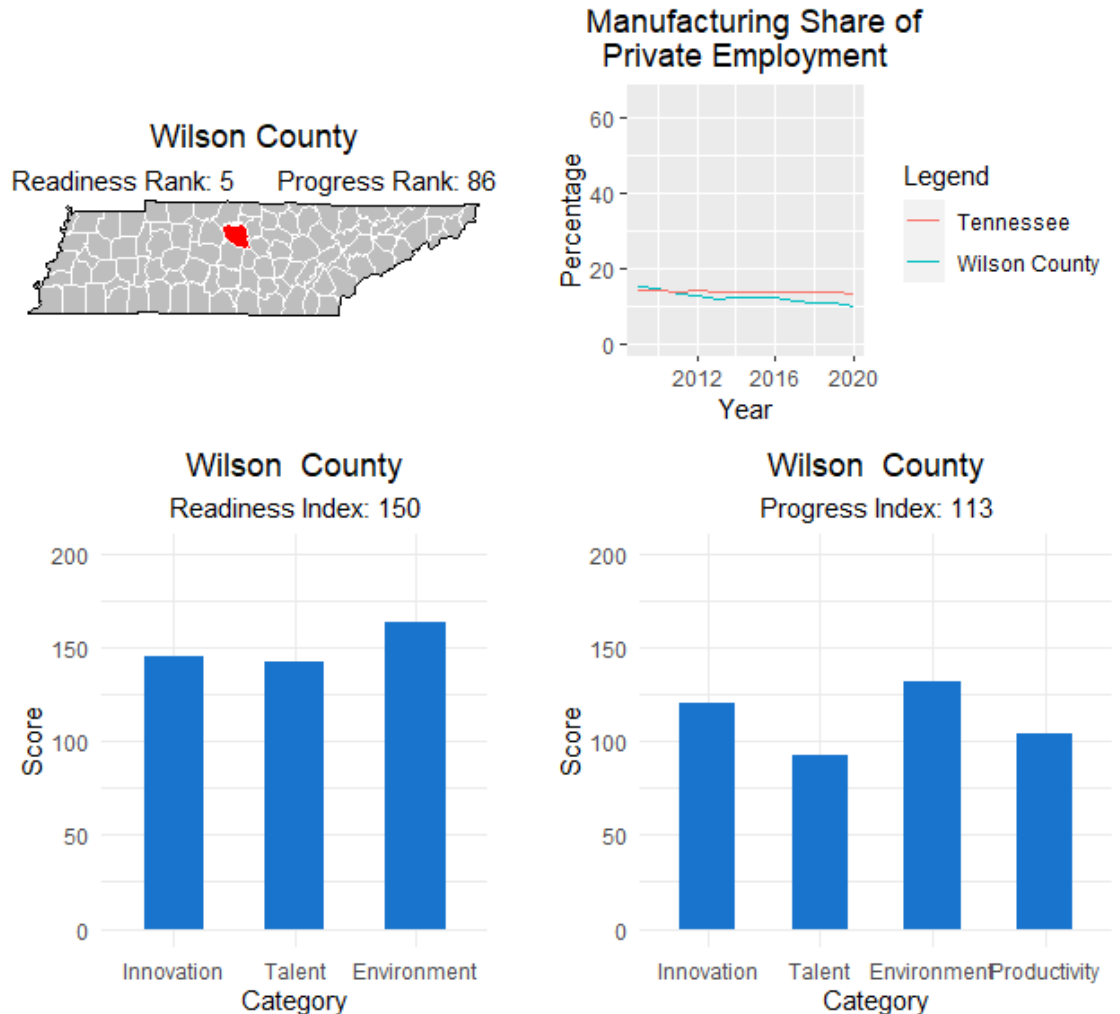 Wilson County
Readiness Rank: 5 Progress Rank: 86
Manufacturing Share of
Private Employment
60
40
20
0
Percentage
2012 2016 2020
Year
Legend
Tennessee
Wilson County
Wilson County
Readiness Index: 150
200
150
100
50
0
Score
Innovation Talent Environment
Category
Wilson County
Progress Index: 113
200
150
100
50
0
Score
Innovation Talent Environment Productivity
Category